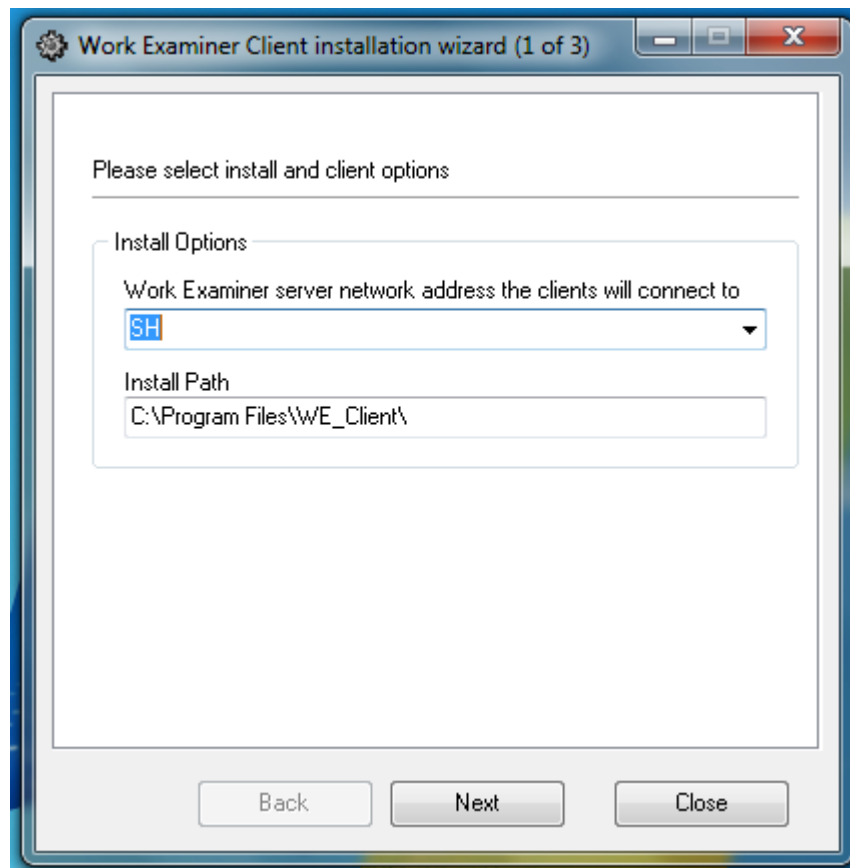 Work Examiner Client installation wizard (1 of 3)
Please select install and client options
Install Options
Work Examiner server network address the clients will connect to
SH
Install Path
C:\Program Files\WE_Client\
Back
Next
Close